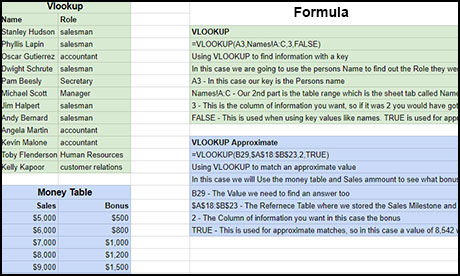 Vlookup
Name Role
Stanley Hudson salesman
Phyllis Lapin salesman
Oscar Gutierrez accountant
Dwight Schrute salesman
Pam Beesly Secretary
Michael Scott Manager
Jim Halpert salesman
Andy Bernard salesman
Angela Martin accountant
Kevin Malone accountant
Toby Flenderson Human Resources
Kelly Kapoor customer relations
Money Table
Sales Bonus
$5,000 $500
$6,000 $800
$7,000 $1,000
$8,000 $1,200
$9,000 $1,500
Formula
VLOOKUP
=VLOOKUP(A3,Names!A:C,3,FALSE)
Using VLOOKUP to find information with a key
In this case we are going to use the persons Name to find out the Role they wer
A3 - In this case our key is the Persons name
Names!A:C - Our 2nd part is the table range which is the sheet tab called Name
3 - This is the column of information you want, so if it was 2 you would have got
FALSE - This is used when using key values like names. TRUE is used for appr
VLOOKUP Approximate
=VLOOKUP(B29,$A$18:$B$23,2,TRUE)
Using VLOOKUP to match an approximate value
In this case we will Use the money table and Sales ammount to see what bonus
B29 - The Value we need to find an answer too
$A$18:$B$23 - The Refernece Table where we stored the Sales Milestone and
2 - The Column of information you want in this case the bonus
TRUE - This is used for approximate matches, so in this case a value of 8,542 w